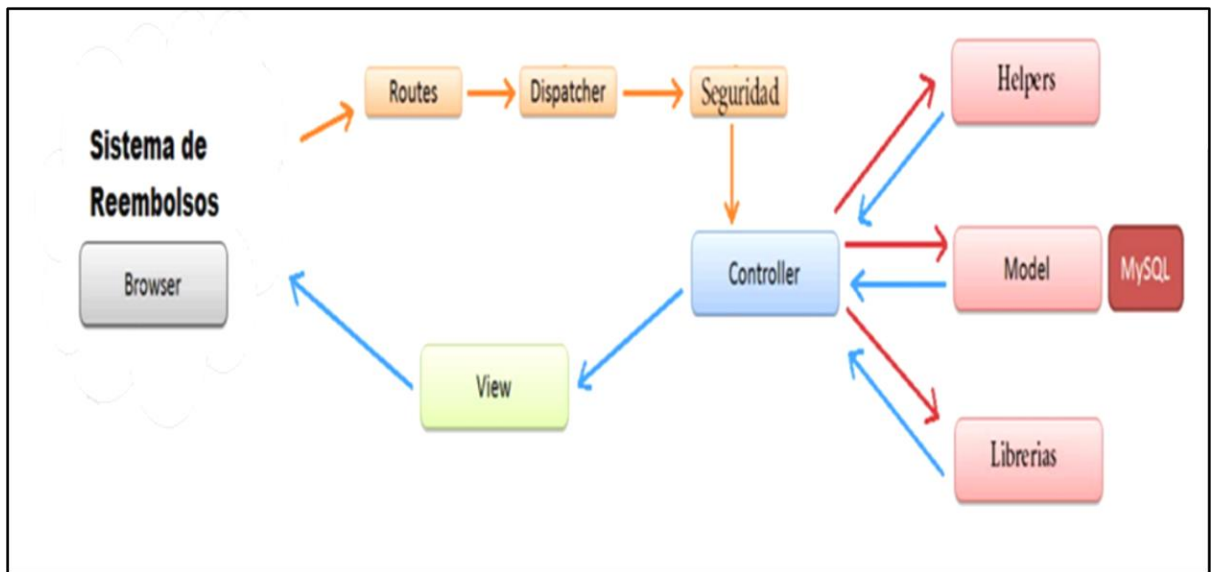 Sistema de
Reembolsos
Browser
Routes
Dispatcher
Seguridad
Controller
View
Helpers
Model
MySQL
Librerias